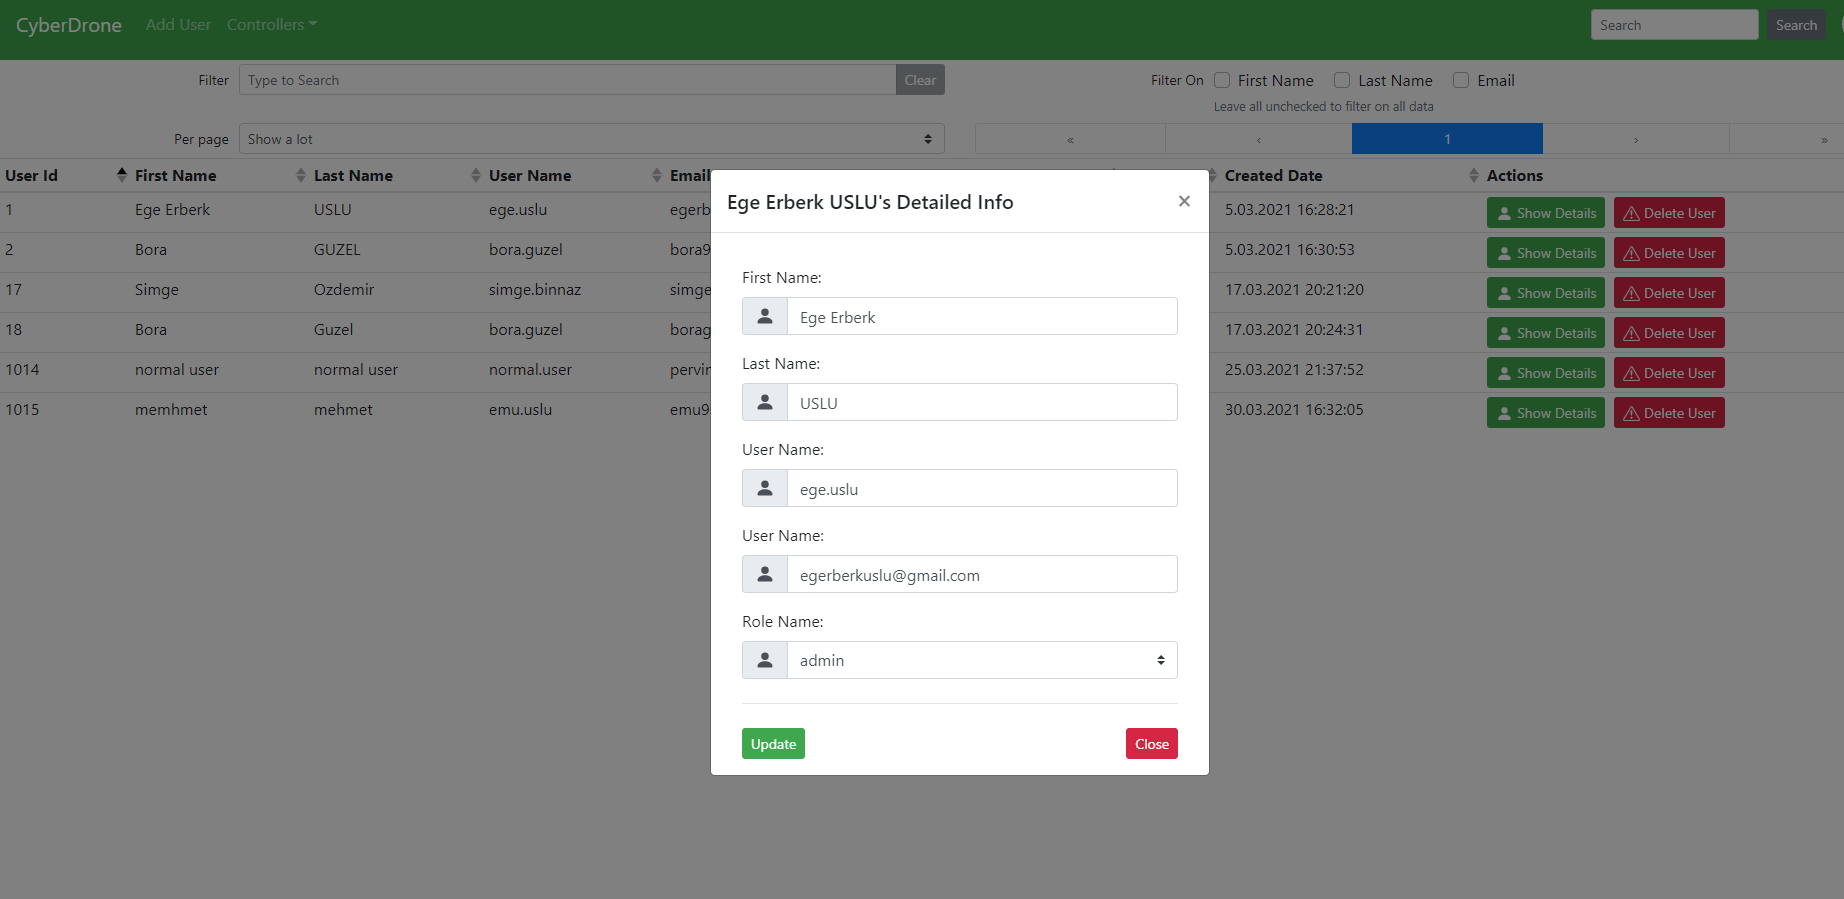 CyberDrone Add User Controllers Search Search
Filter Type to Search Clear Filter On First Name Last Name Email
Leave all unchecked to filter on all data
Per page Show a lot « ‹ 1 › »
User Id First Name Last Name User Name Email Created Date Actions
1 Ege Erberk USLU ege.uslu egerb 5.03.2021 16:28:21 Show Details Delete User
2 Bora GUZEL bora.guzel bora9 5.03.2021 16:30:53 Show Details Delete User
17 Simge Ozdemir simge.binnaz simge 17.03.2021 20:21:20 Show Details Delete User
18 Bora Guzel bora.guzel borag 17.03.2021 20:24:31 Show Details Delete User
1014 normal user normal user normal.user pervin 25.03.2021 21:37:52 Show Details Delete User
1015 memhmet mehmet emu.uslu emu9 30.03.2021 16:32:05 Show Details Delete User
Ege Erberk USLU's Detailed Info ×
First Name:
Ege Erberk
Last Name:
USLU
User Name:
ege.uslu
User Name:
egerberkuslu@gmail.com
Role Name:
admin
Update Close